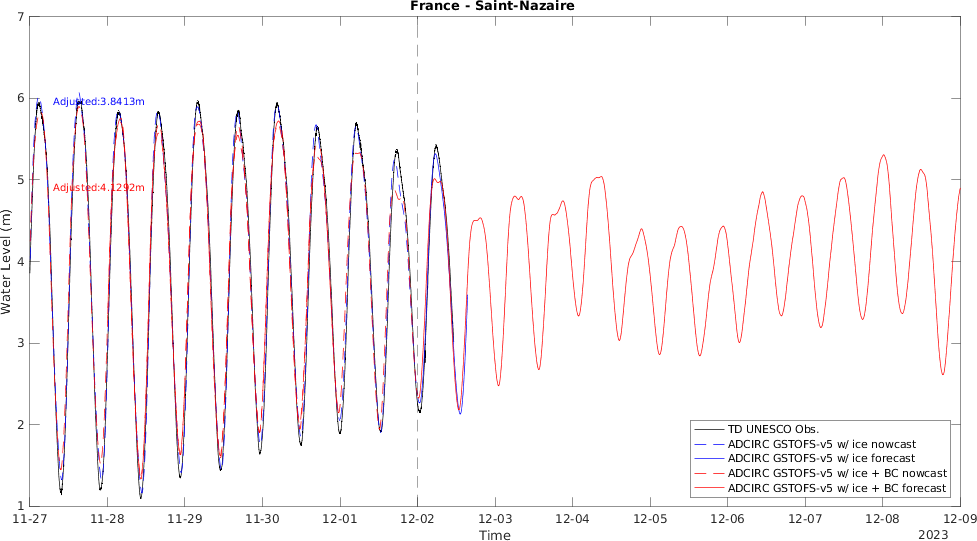 France - Saint-Nazaire
7
6
5
4
3
2
1
Water Level (m)
Adjusted:3.8413m
Adjusted:4.1292m
TD UNESCO Obs.
ADCIRC GSTOFS-v5 w/ ice nowcast
ADCIRC GSTOFS-v5 w/ ice forecast
ADCIRC GSTOFS-v5 w/ ice + BC nowcast
ADCIRC GSTOFS-v5 w/ ice + BC forecast
11-27 11-28 11-29 11-30 12-01 12-02 12-03 12-04 12-05 12-06 12-07 12-08 12-09
Time
2023